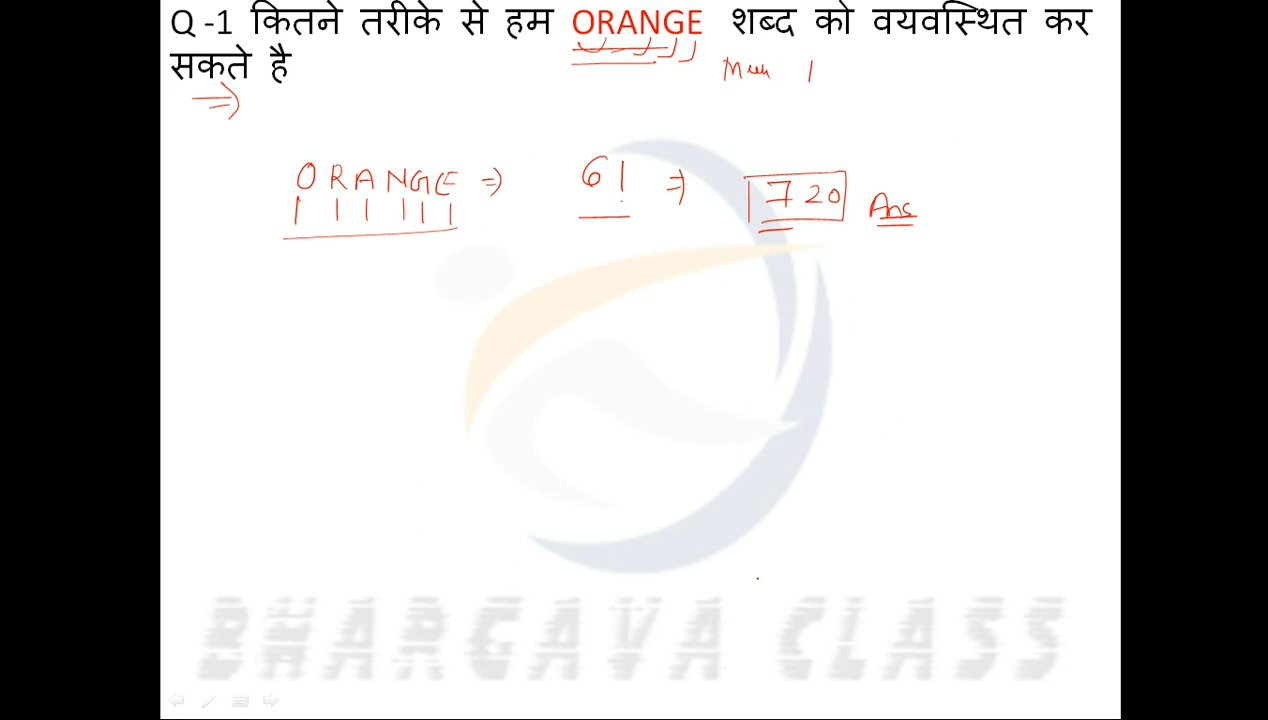 Q -1 कितने तरीके से हम ORANGE शब्द को वयवस्थित कर
सकते है
ORANGE ⇒ 6! ⇒ 720 Ans
BHARGAVA CLASS